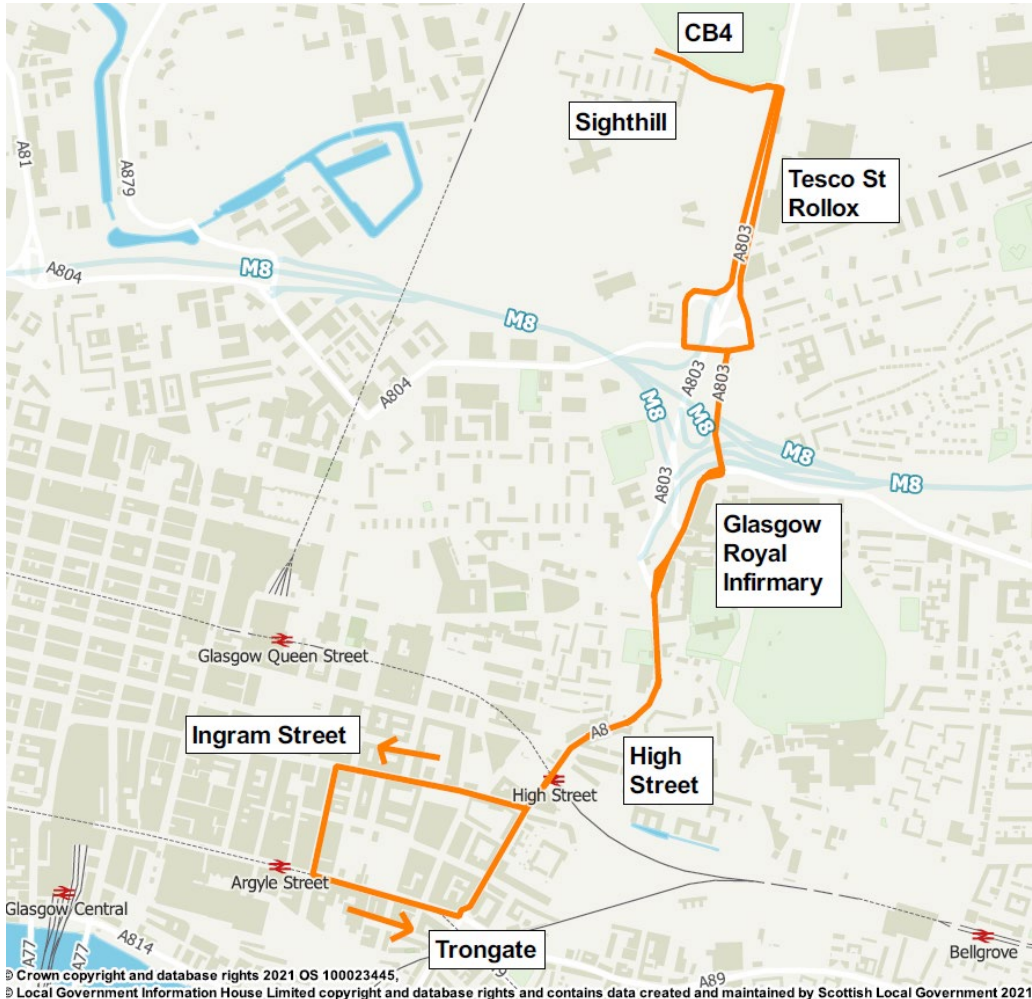 CB4
Sighthill
Tesco St
Rollox
A81
A879
A803
A804
M8
M8
A803
A803
A804
M8
M8
M8
M8
A803
Glasgow
Royal
Infirmary
Glasgow Queen Street
Ingram Street
A8
High
Street
High Street
Argyle Street
Glasgow Central
Trongate
Bellgrove
A77
A77
A814
A89
© Crown copyright and database rights 2021 OS 100023445,
© Local Government Information House Limited copyright and database rights and contains data created and maintained by Scottish Local Government 202